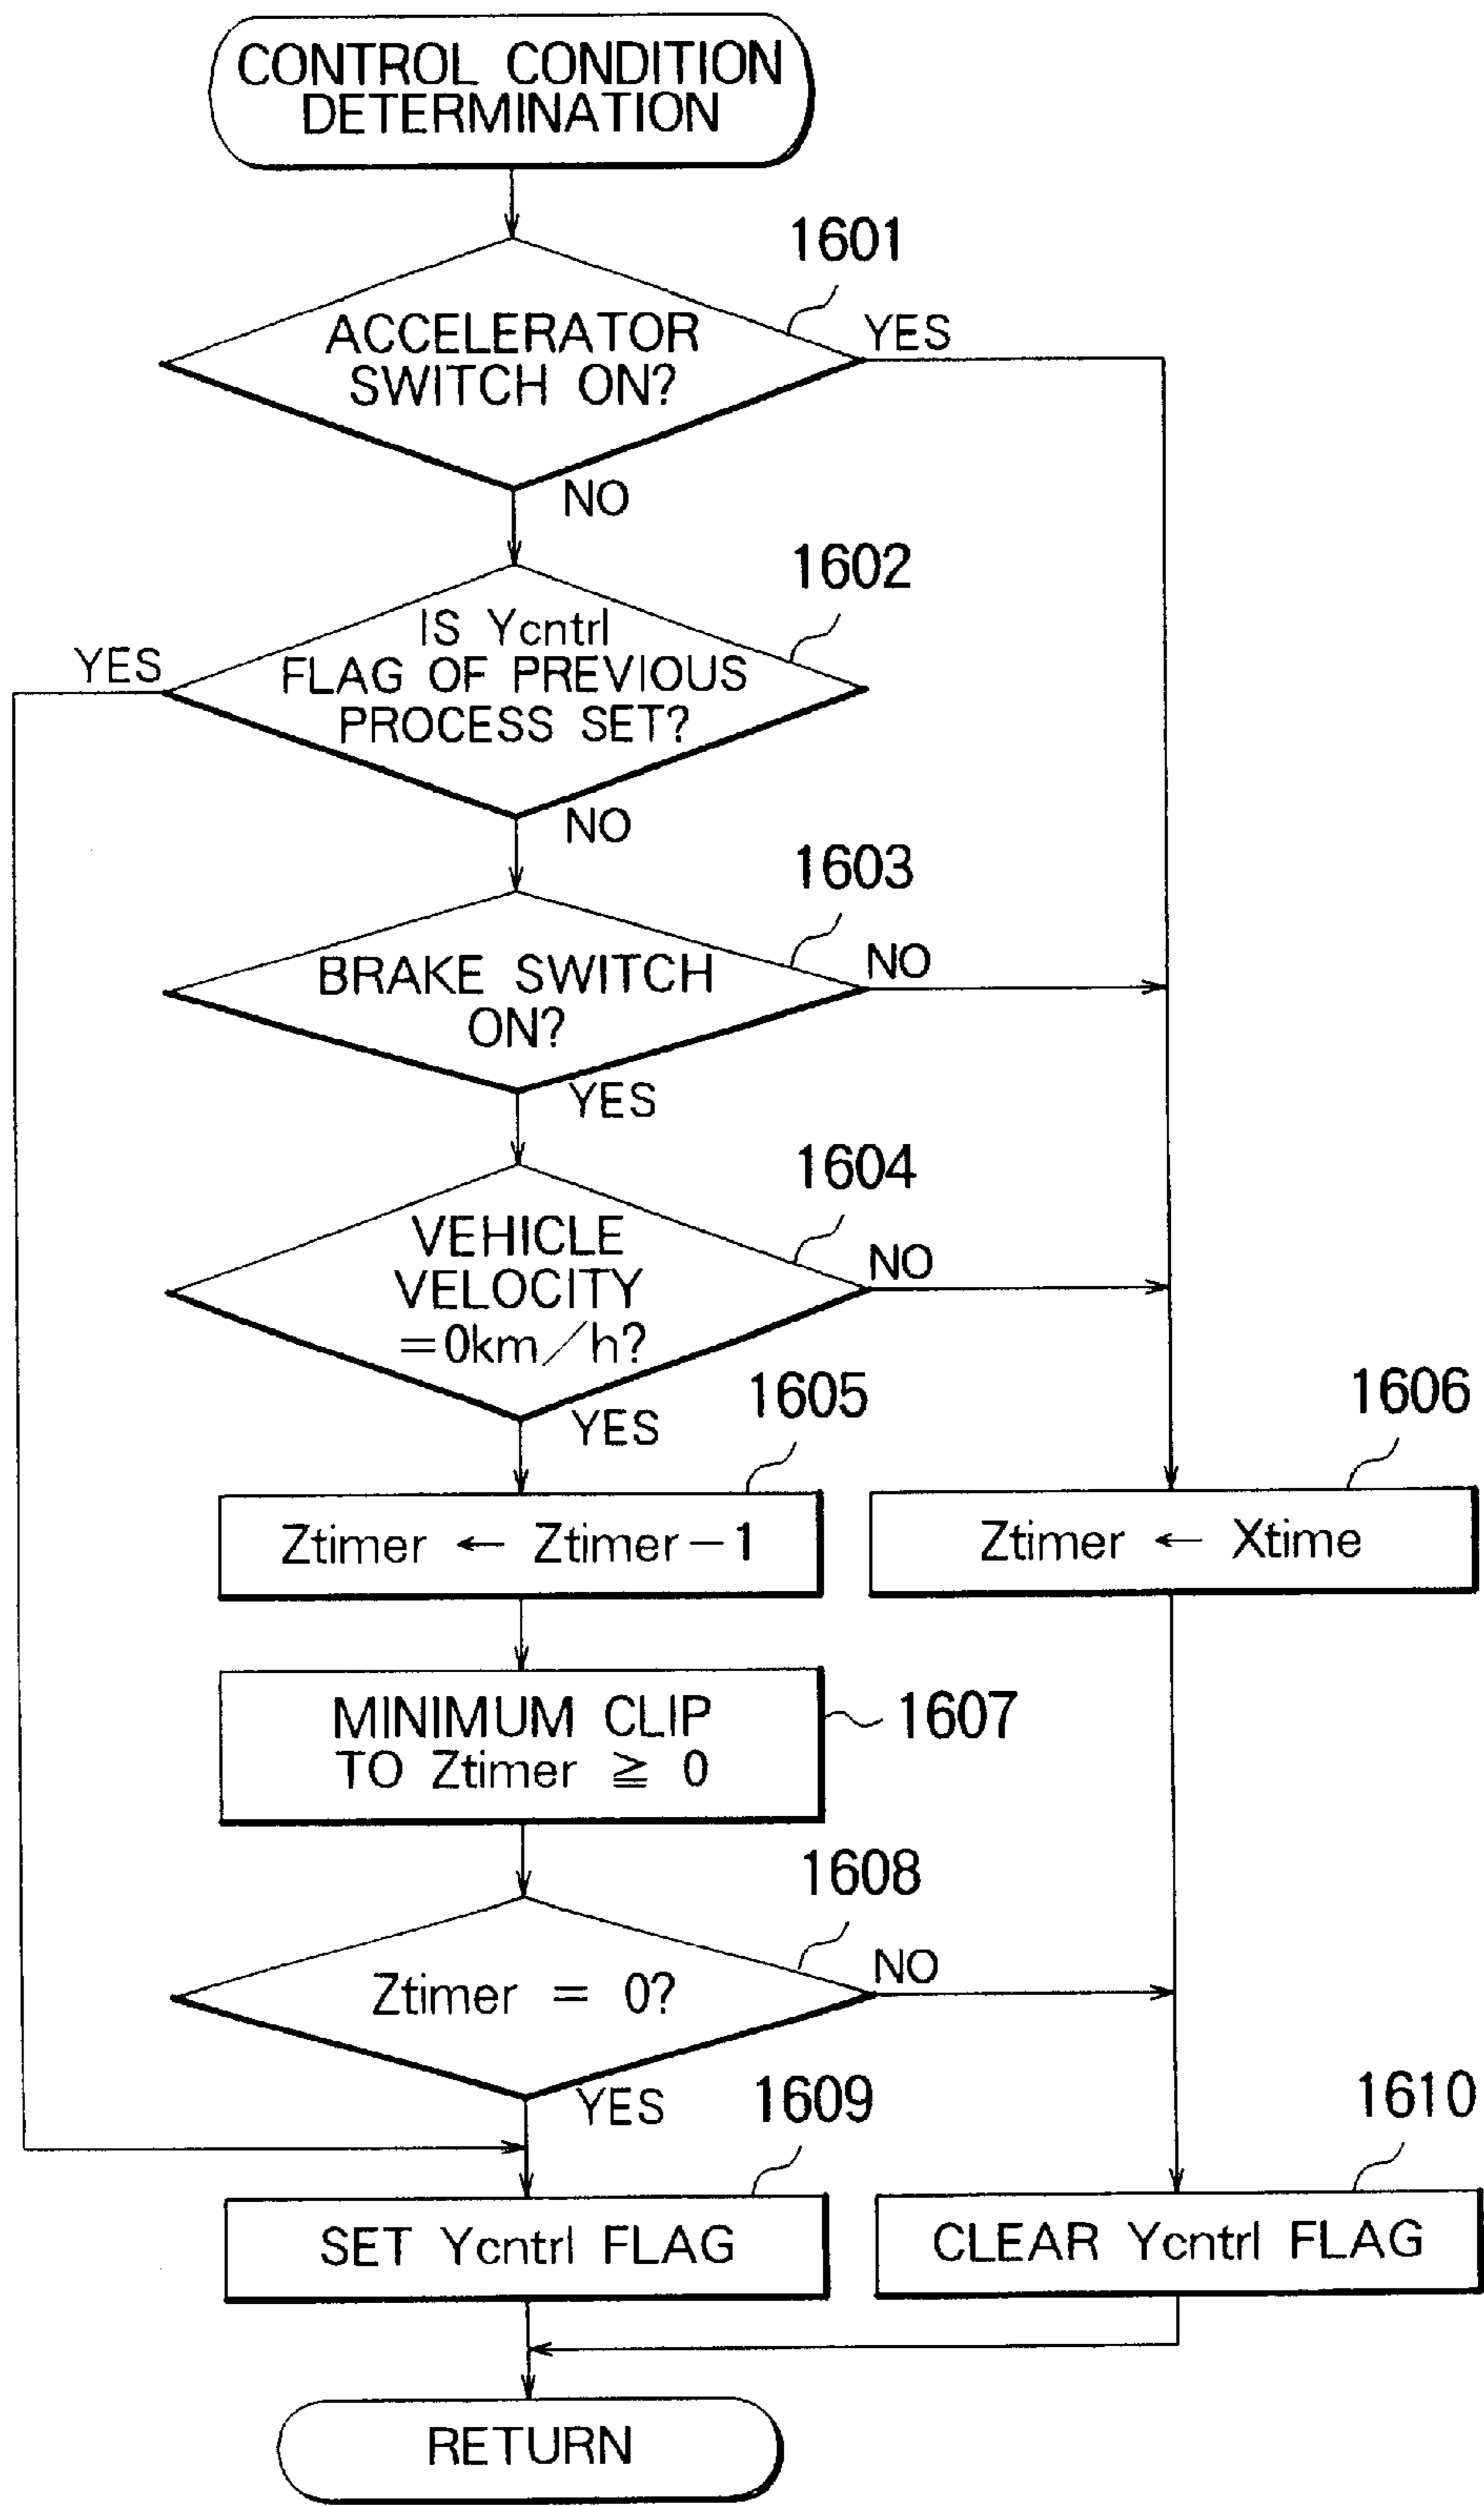 CONTROL CONDITION
DETERMINATION
1601
ACCELERATOR
SWITCH ON?
YES
NO
1602
IS Ycntrl
FLAG OF PREVIOUS
PROCESS SET?
YES
NO
1603
BRAKE SWITCH
ON?
NO
YES
1604
VEHICLE
VELOCITY
=0km/h?
NO
YES
1605
1606
Ztimer ← Ztimer-1
Ztimer ← Xtime
MINIMUM CLIP
TO Ztimer ≧ 0
1607
1608
Ztimer = 0?
NO
YES
1609
1610
SET Ycntrl FLAG
CLEAR Ycntrl FLAG
RETURN